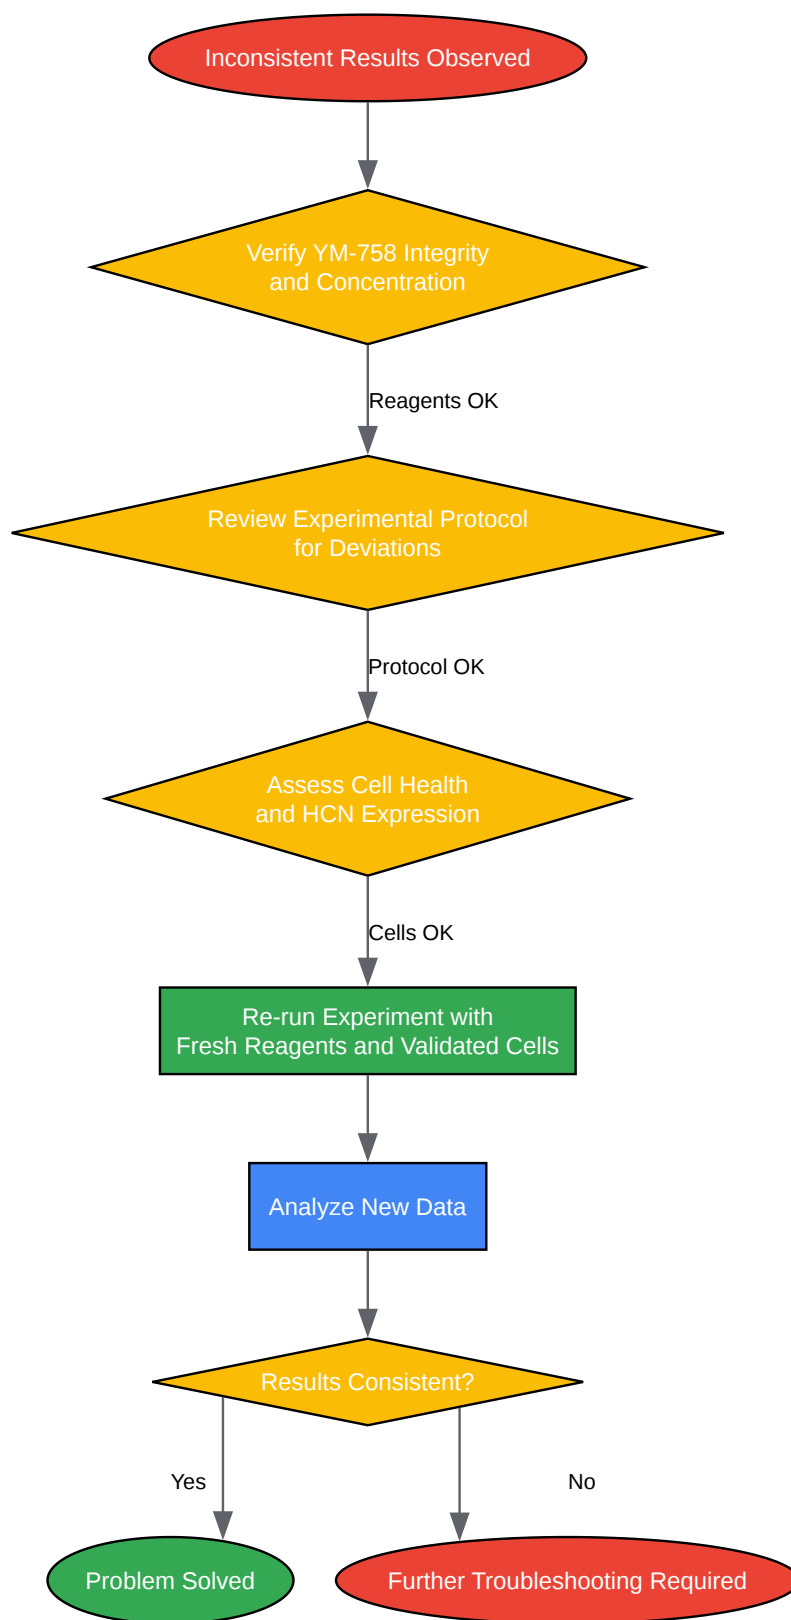 Inconsistent Results Observed
Verify YM-758 Integrity
and Concentration
Reagents OK
Review Experimental Protocol
for Deviations
Protocol OK
Assess Cell Health
and HCN Expression
Cells OK
Re-run Experiment with
Fresh Reagents and Validated Cells
Analyze New Data
Results Consistent?
Yes
No
Problem Solved
Further Troubleshooting Required